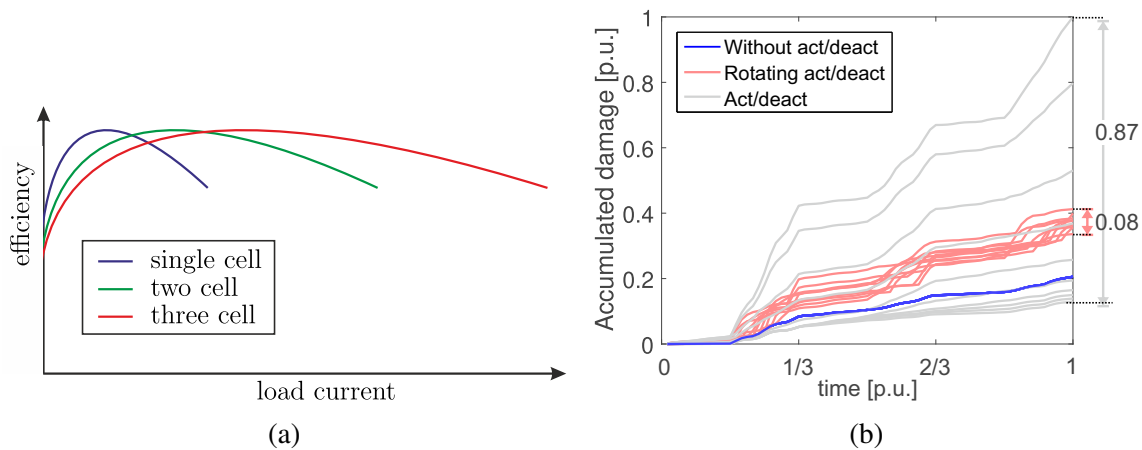 efficiency
single cell
two cell
three cell
load current
(a)
Accumulated damage [p.u.]
1
0.8
0.6
0.4
0.2
0
Without act/deact
Rotating act/deact
Act/deact
0.87
0.08
0
1/3
2/3
1
time [p.u.]
(b)